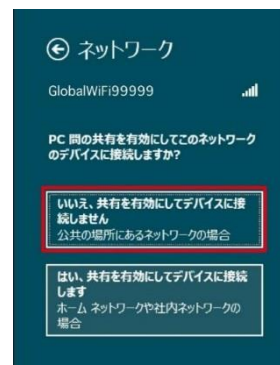 ネットワーク
GlobalWiFi99999
PC 間の共有を有効にしてこのネットワーク
のデバイスに接続しますか?
いいえ、共有を有効にしてデバイスに接
続しません
公共の場所にあるネットワークの場合
はい、共有を有効にしてデバイスに接続
します
ホーム ネットワークや社内ネットワークの
場合